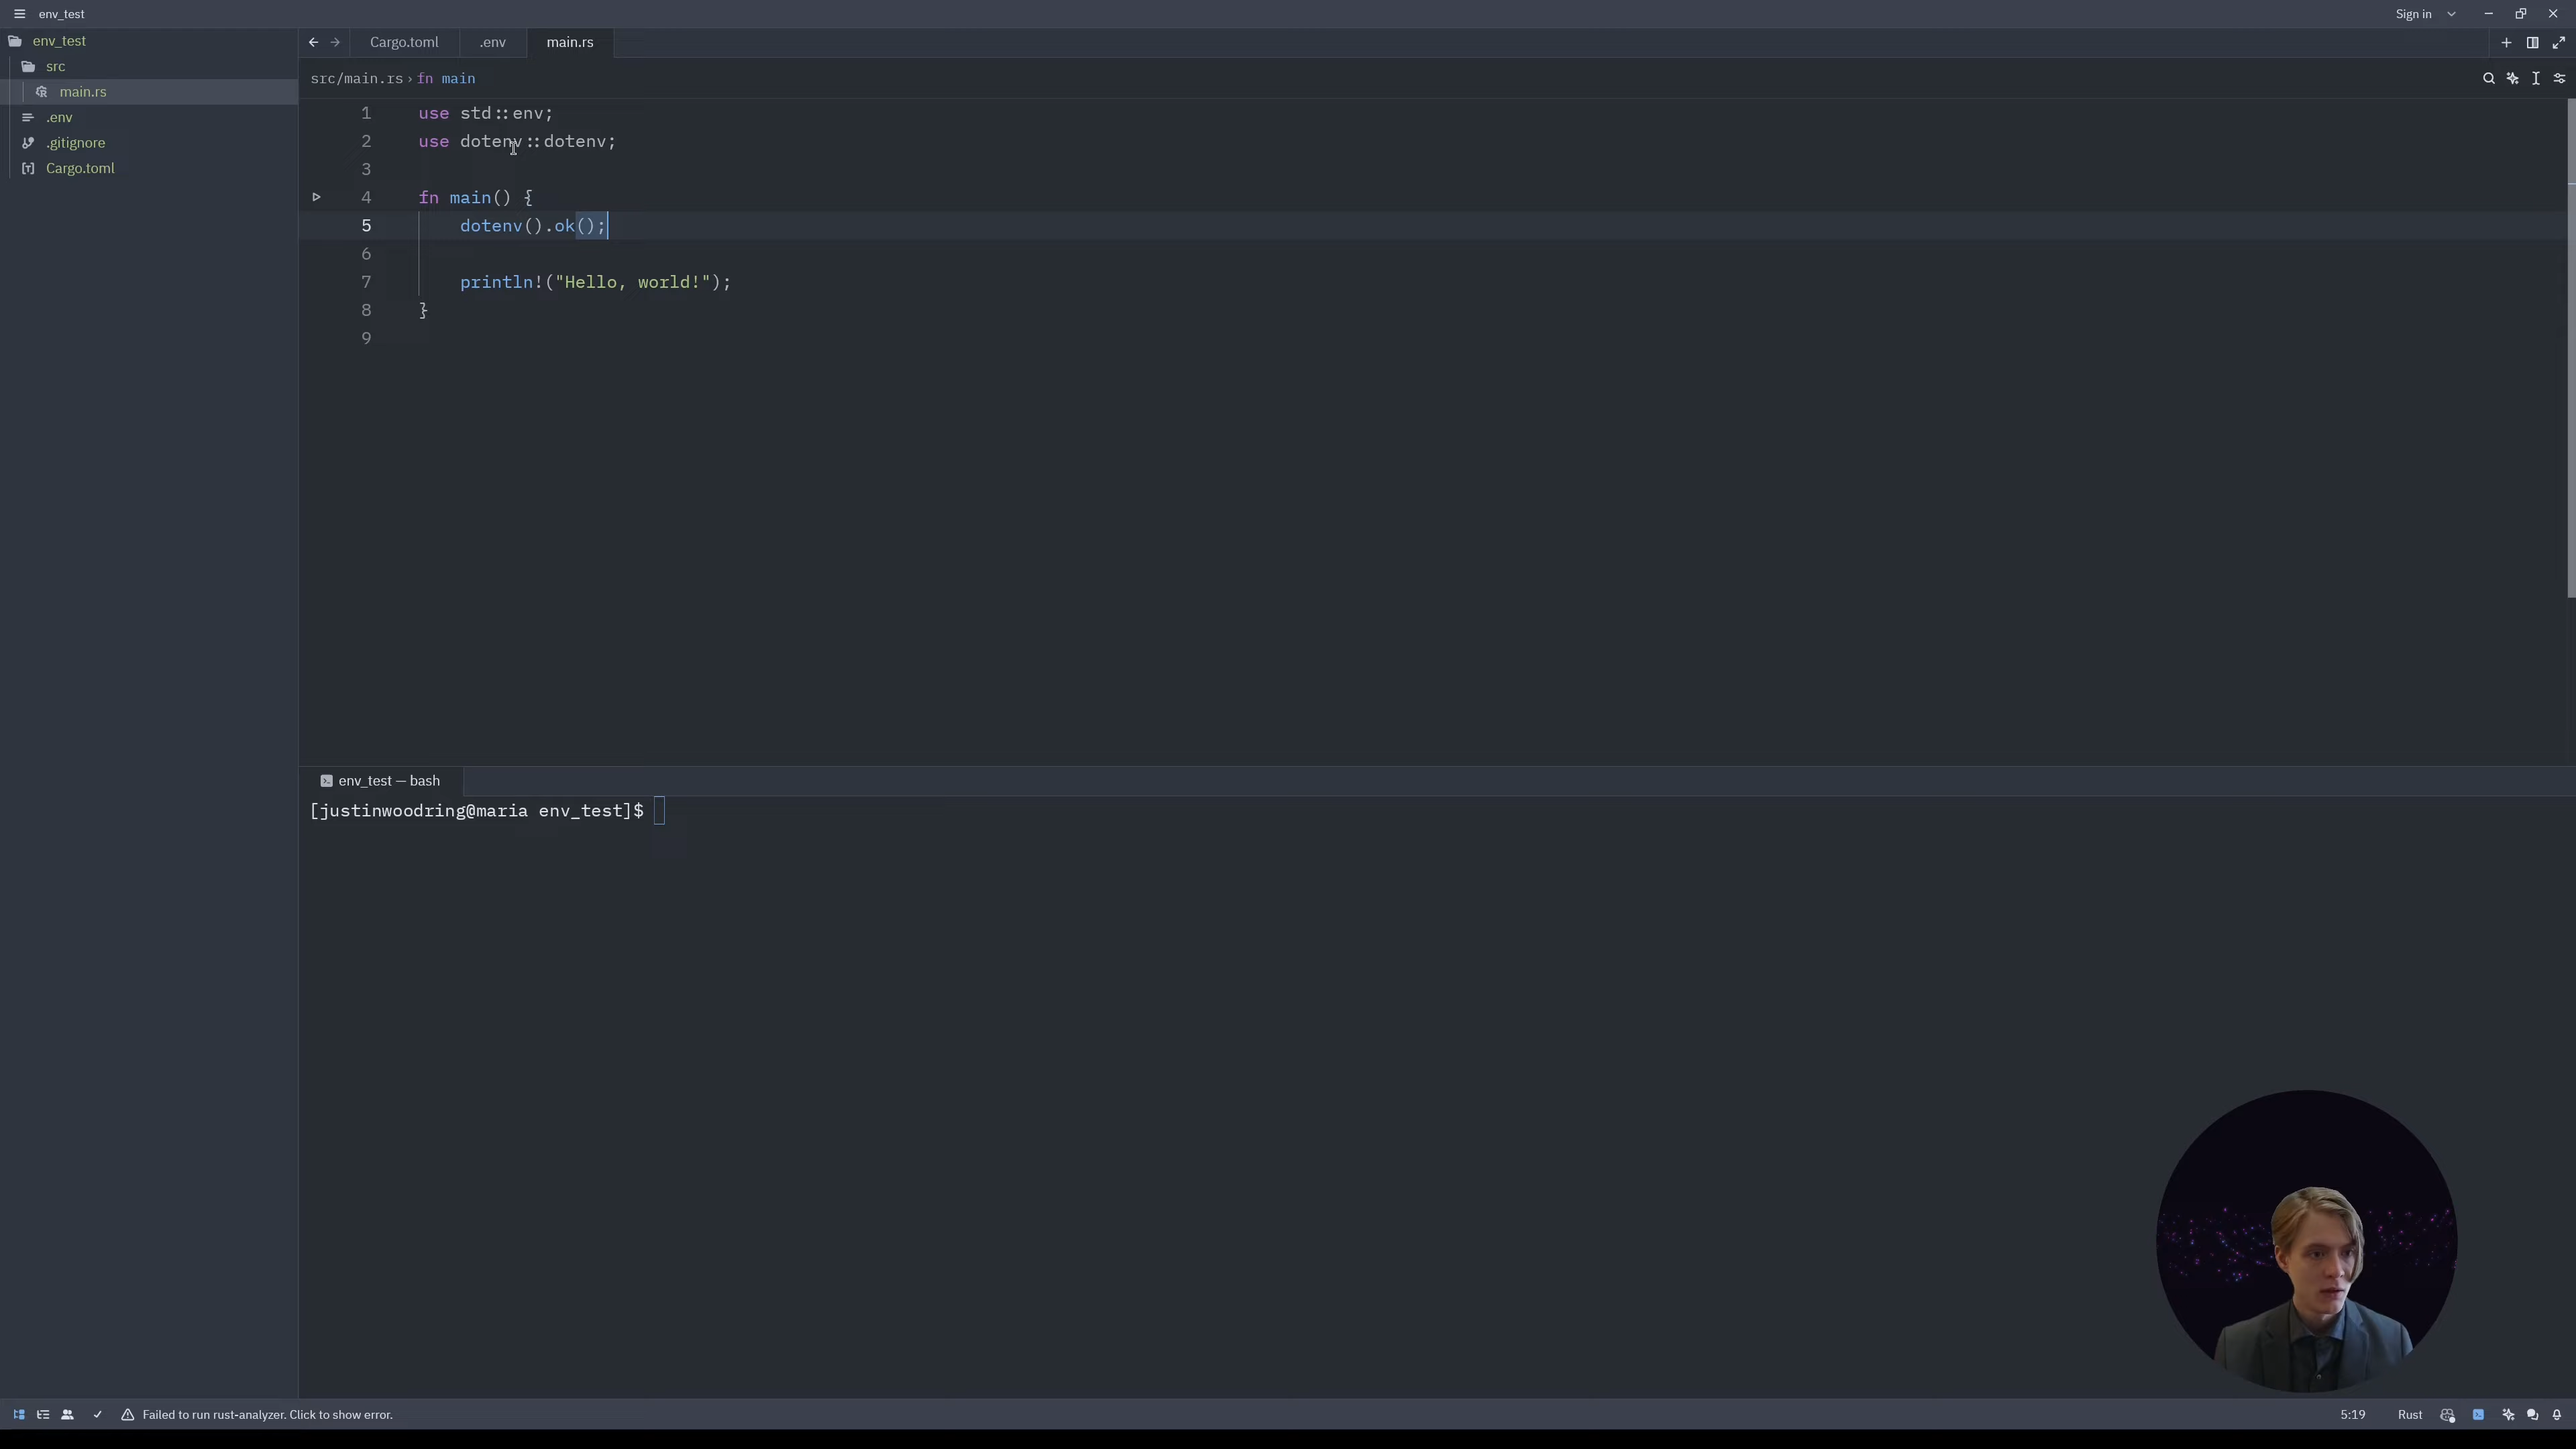 env_test
Sign in
env_test
src
main.rs
.env
.gitignore
Cargo.toml
Cargo.toml
.env
main.rs
src/main.rs › fn main
1 use std::env;
2 use dotenv::dotenv;
3
4 fn main() {
5 dotenv().ok();
6
7 println!("Hello, world!");
8 }
9
env_test — bash
[justinwoodring@maria env_test]$
Failed to run rust-analyzer. Click to show error.
5:19
Rust